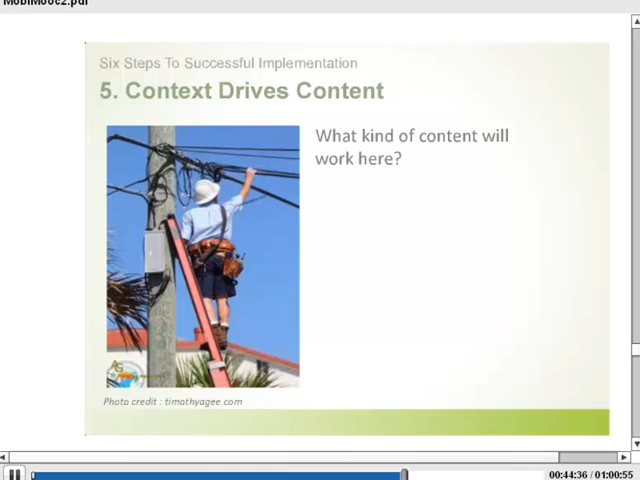 MobiMooc2.pdf
Six Steps To Successful Implementation
5. Context Drives Content
What kind of content will
work here?
Photo credit : timothyagee.com
00:44:36 / 01:00:55